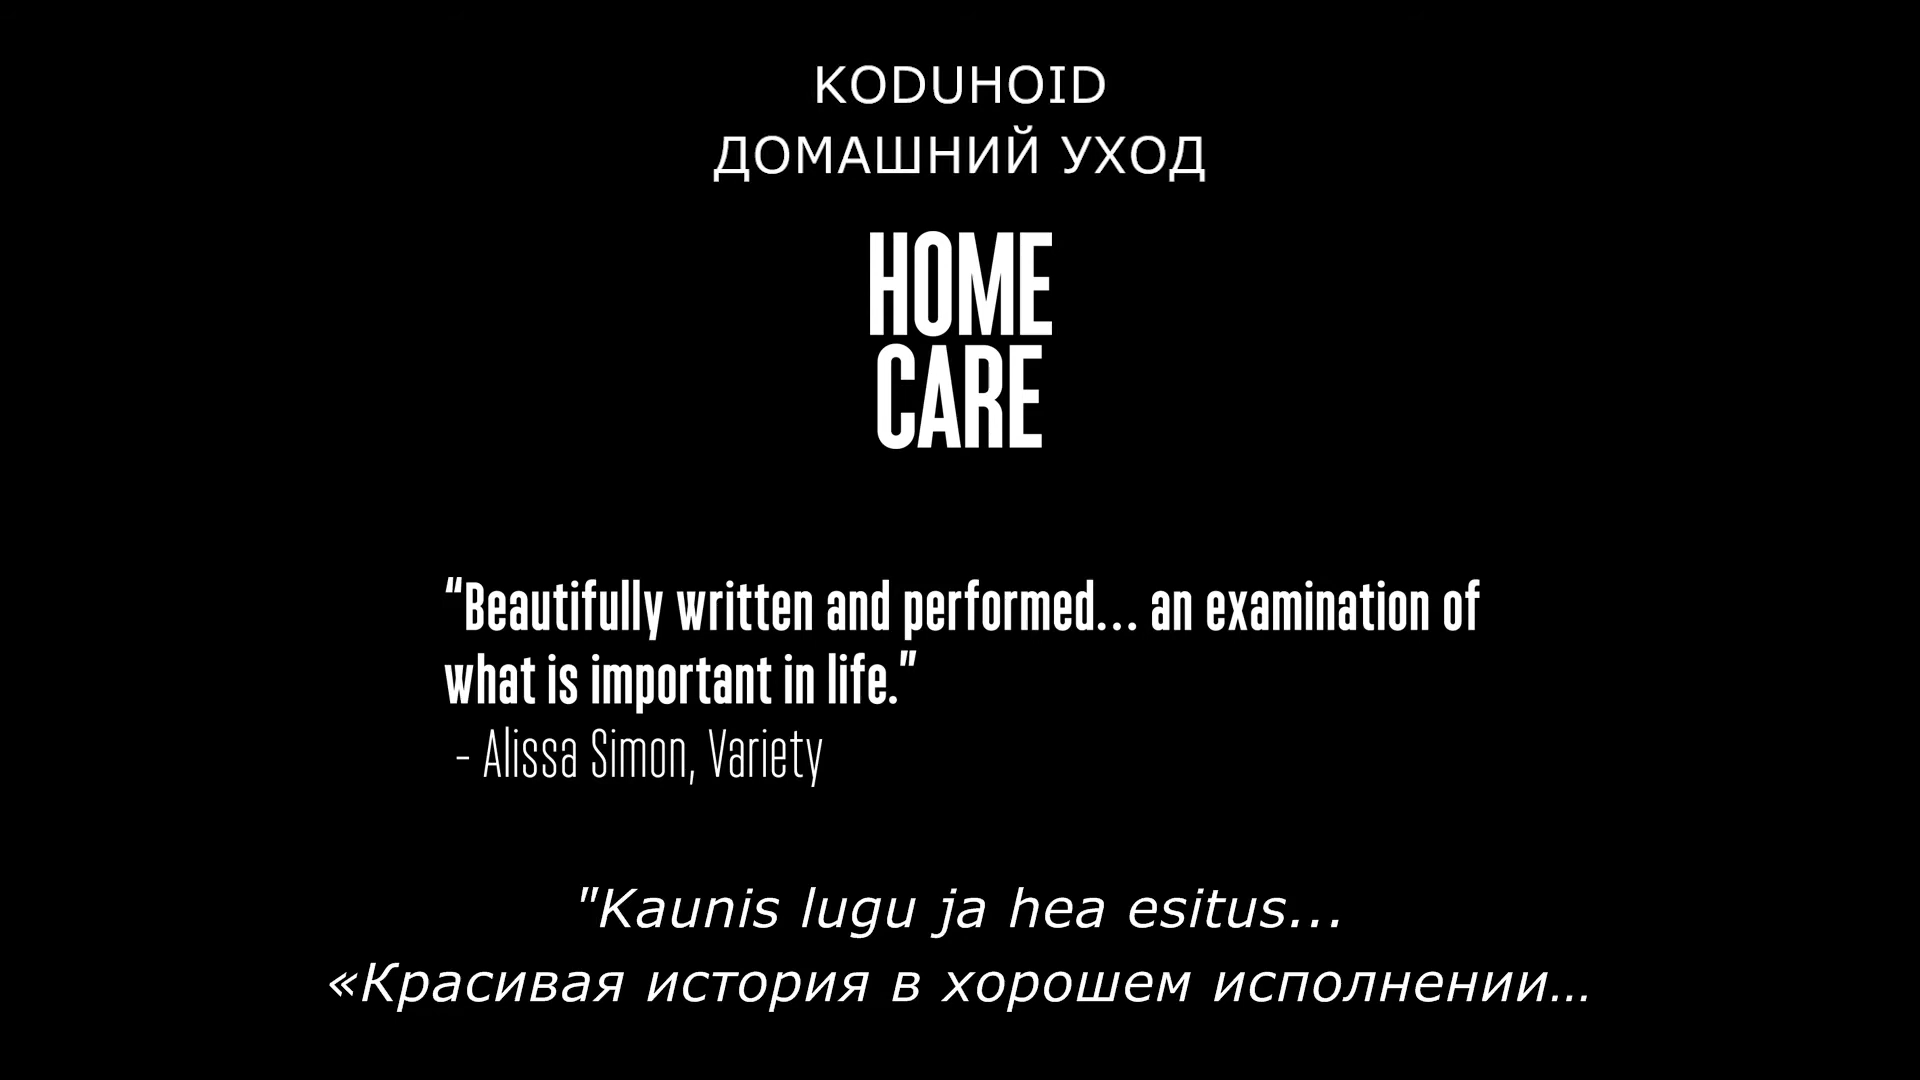 KODUHOID
ДОМАШНИЙ УХОД
HOME
CARE
“Beautifully written and performed... an examination of
what is important in life.”
- Alissa Simon, Variety
"Kaunis lugu ja hea esitus...
«Красивая история в хорошем исполнении...